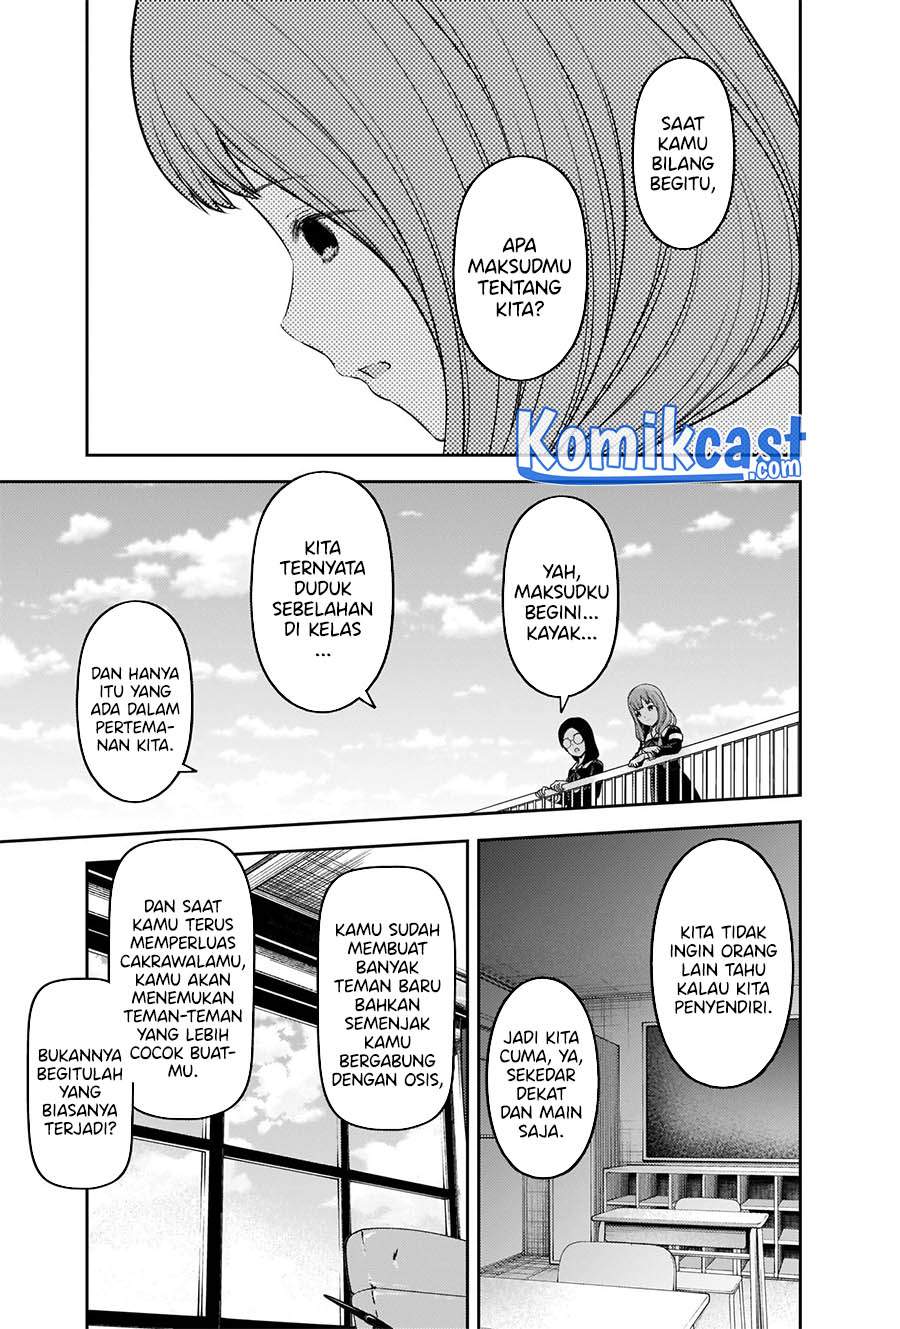 SAAT
KAMU
BILANG
BEGITU,
APA
MAKSUDMU
TENTANG
KITA?
Komikcast
.com
YAH,
MAKSUDKU
BEGINI...
KAYAK...
KITA
TERNYATA
DUDUK
SEBELAHAN
DI KELAS
...
DAN HANYA
ITU YANG
ADA DALAM
PERTEMA-
NAN KITA.
KITA TIDAK
INGIN ORANG
LAIN TAHU
KALAU KITA
PENYENDIRI.
JADI KITA
CUMA, YA,
SEKEDAR
DEKAT
DAN MAIN
SAJA.
KAMU SUDAH
MEMBUAT
BANYAK
TEMAN BARU
BAHKAN
SEMENJAK
KAMU
BERGABUNG
DENGAN OSIS,
DAN SAAT
KAMU TERUS
MEMPERLUAS
CAKRAWALAMU,
KAMU AKAN
MENEMUKAN
TEMAN-TEMAN
YANG LEBIH
COCOK BUAT-
MU.
BUKANNYA
BEGITULAH
YANG
BIASANYA
TERJADI?